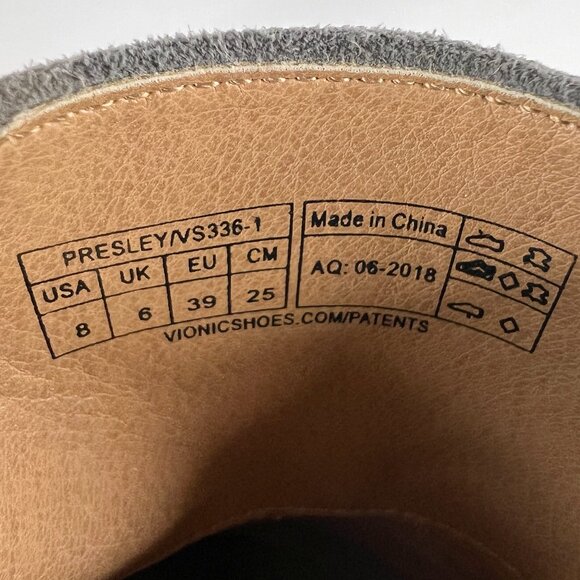 PRESLEY/VS336-1
USA UK EU CM
8 6 39 25
Made in China
AQ: 06-2018
VIONICSHOES.COM/PATENTS